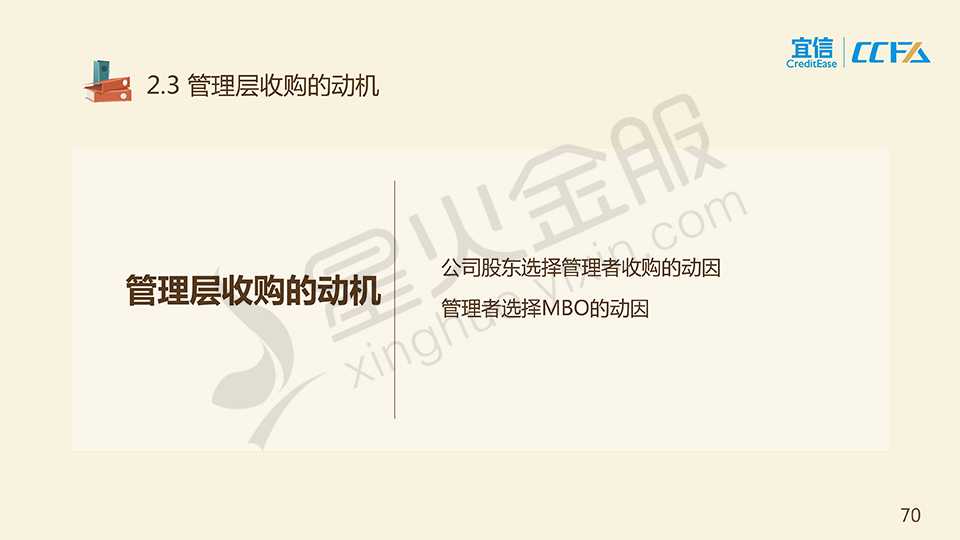 宜信
CreditEase
CCFA
2.3 管理层收购的动机
星火金服
xinghuo.yixin.com
管理层收购的动机
公司股东选择管理者收购的动因
管理者选择MBO的动因
70